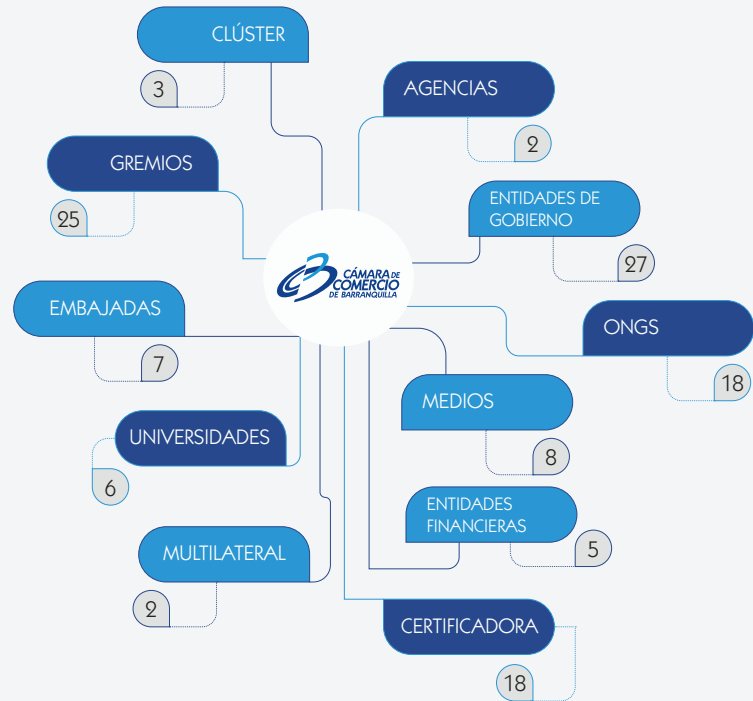 CLÚSTER
3
AGENCIAS
2
GREMIOS
25
ENTIDADES DE
GOBIERNO
27
CÁMARA DE
COMERCIO
DE BARRANQUILLA
EMBAJADAS
7
ONGS
18
MEDIOS
8
UNIVERSIDADES
6
ENTIDADES
FINANCIERAS
5
MULTILATERAL
2
CERTIFICADORA
18